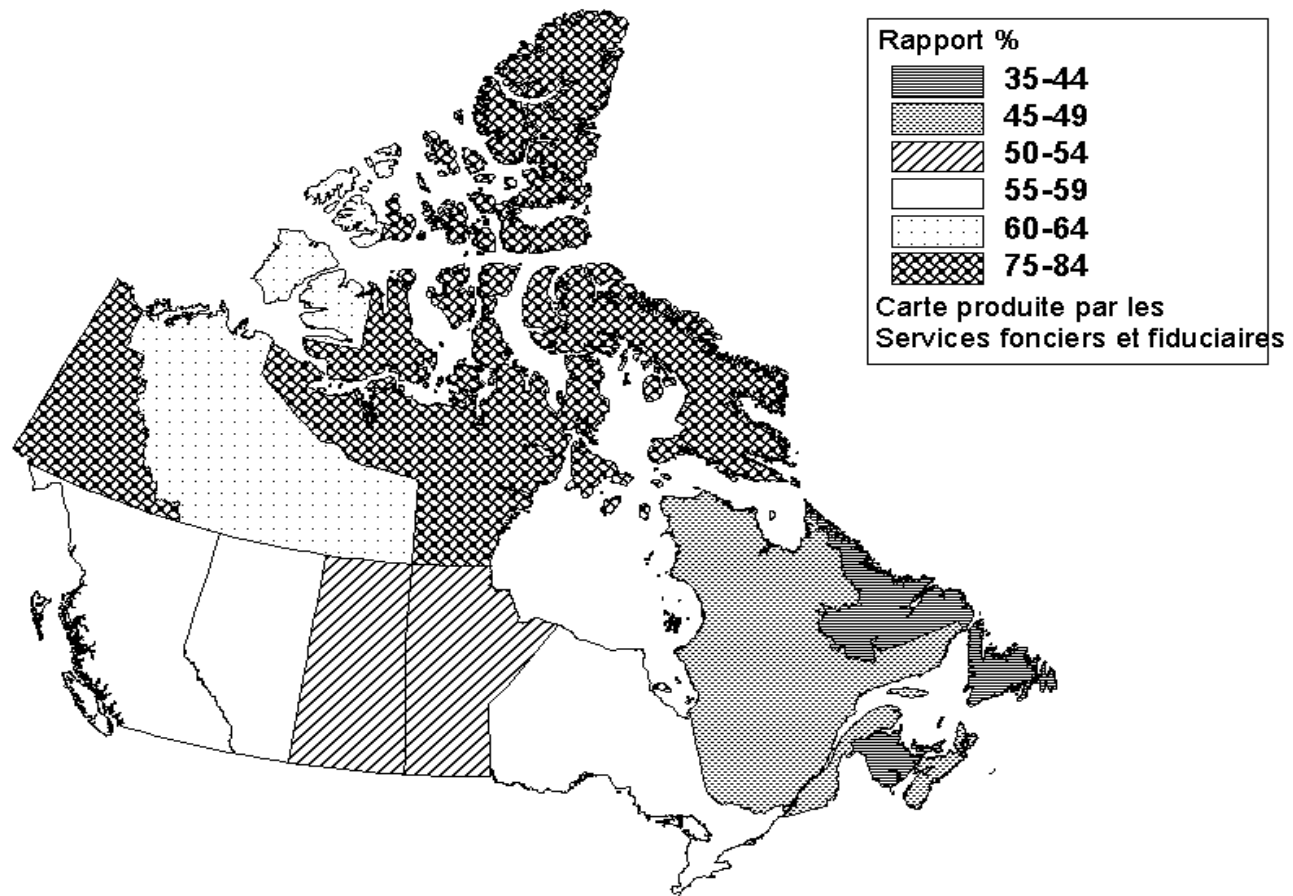 Rapport %
35-44
45-49
50-54
55-59
60-64
75-84
Carte produite par les
Services fonciers et fiduciaires